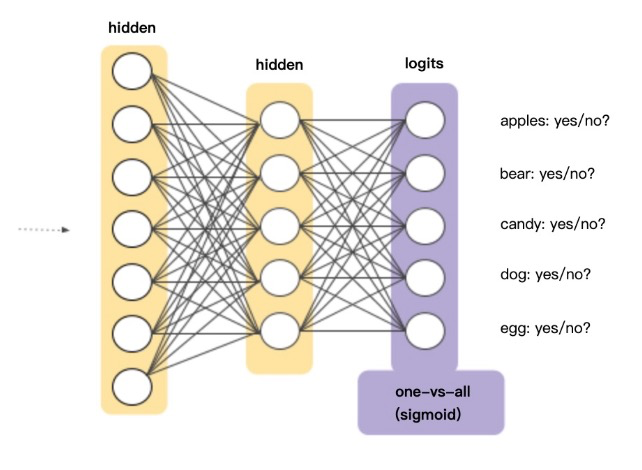 hidden
hidden
logits
apples: yes/no?
bear: yes/no?
candy: yes/no?
dog: yes/no?
egg: yes/no?
one-vs-all
(sigmoid)